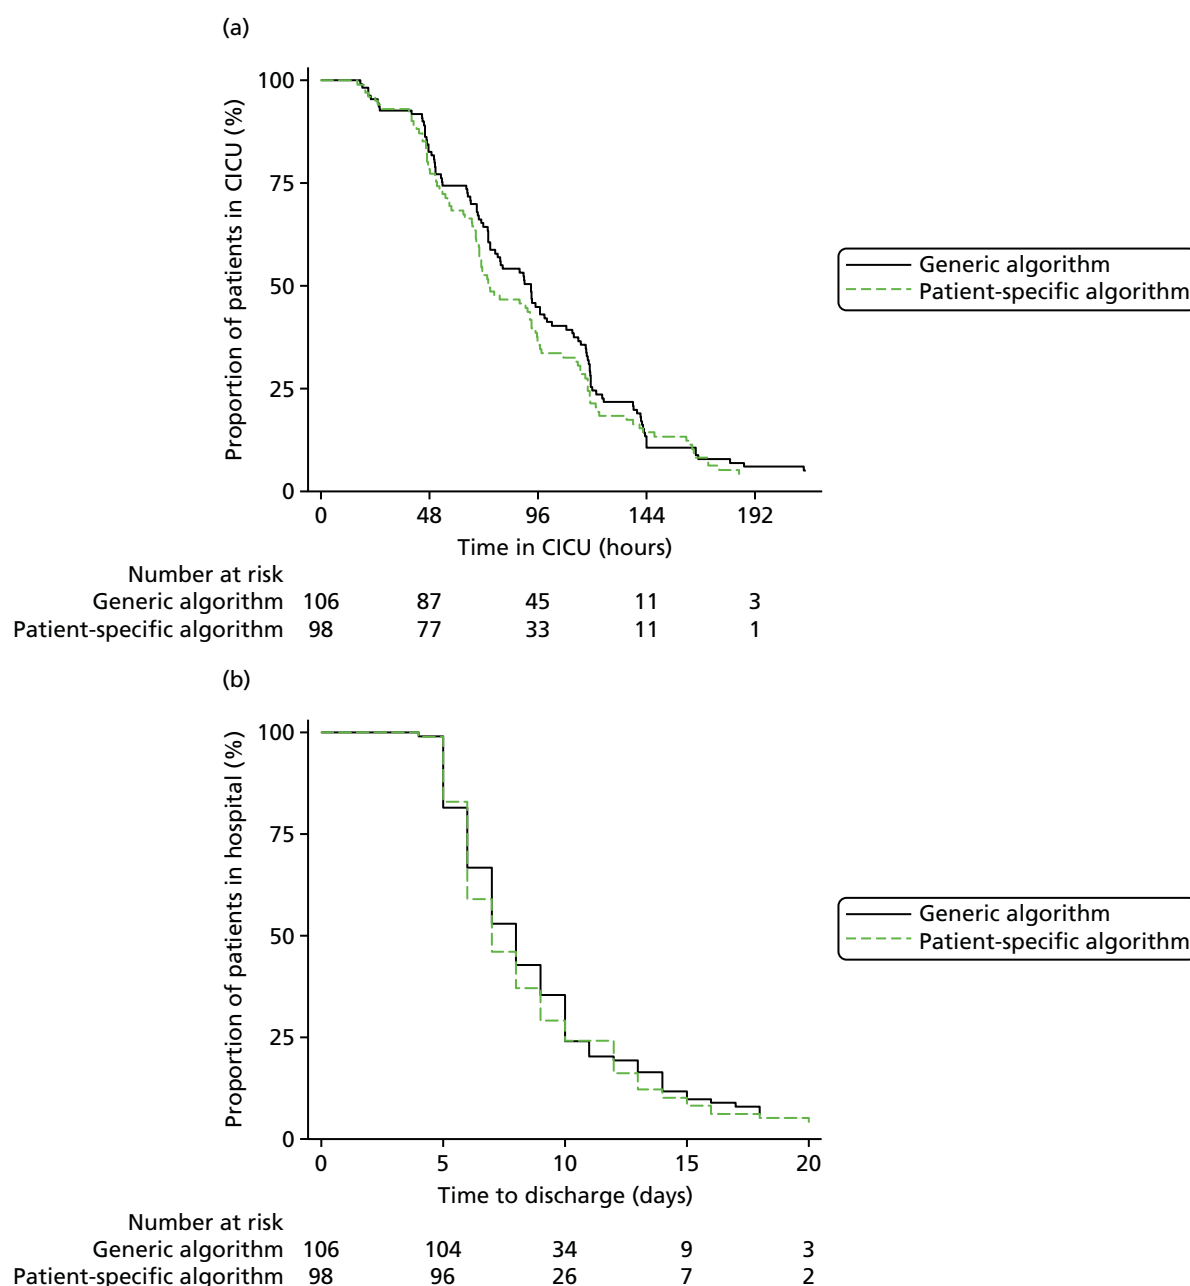 (a)
100
75
50
25
0
Proportion of patients in CICU (%)
0 48 96 144 192
Time in CICU (hours)
Generic algorithm
Patient-specific algorithm
Number at risk
Generic algorithm 106 87 45 11 3
Patient-specific algorithm 98 77 33 11 1
(b)
100
75
50
25
0
Proportion of patients in hospital (%)
0 5 10 15 20
Time to discharge (days)
Generic algorithm
Patient-specific algorithm
Number at risk
Generic algorithm 106 104 34 9 3
Patient-specific algorithm 98 96 26 7 2